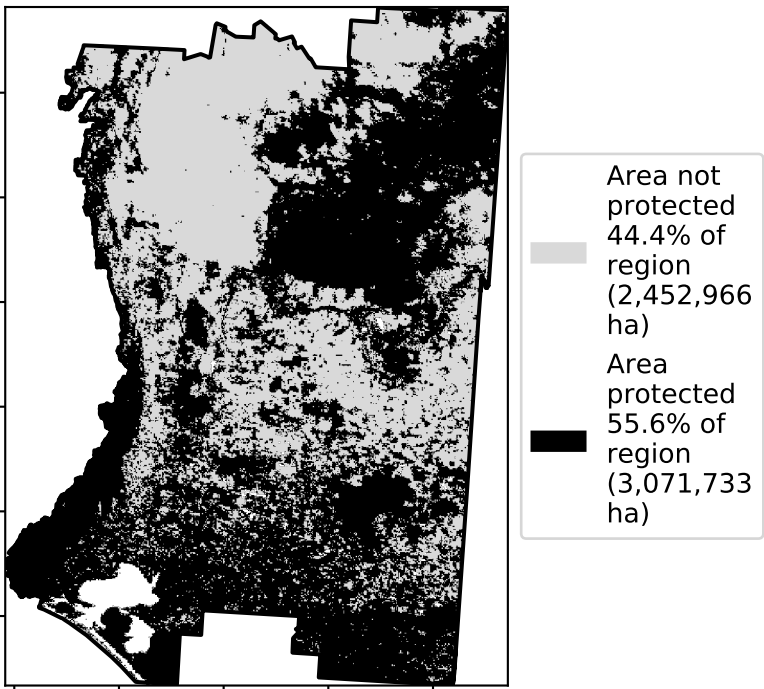 Area not
protected
44.4% of
region
(2,452,966
ha)
Area
protected
55.6% of
region
(3,071,733
ha)